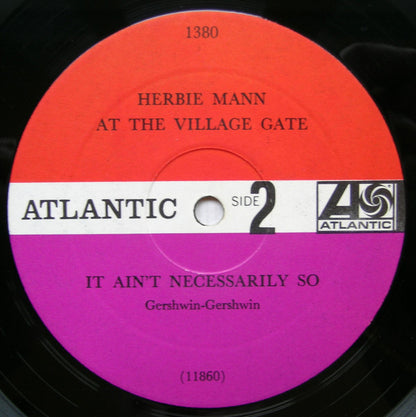 1380
HERBIE MANN
AT THE VILLAGE GATE
ATLANTIC
SIDE 2
ATLANTIC
IT AIN'T NECESSARILY SO
Gershwin-Gershwin
(11860)